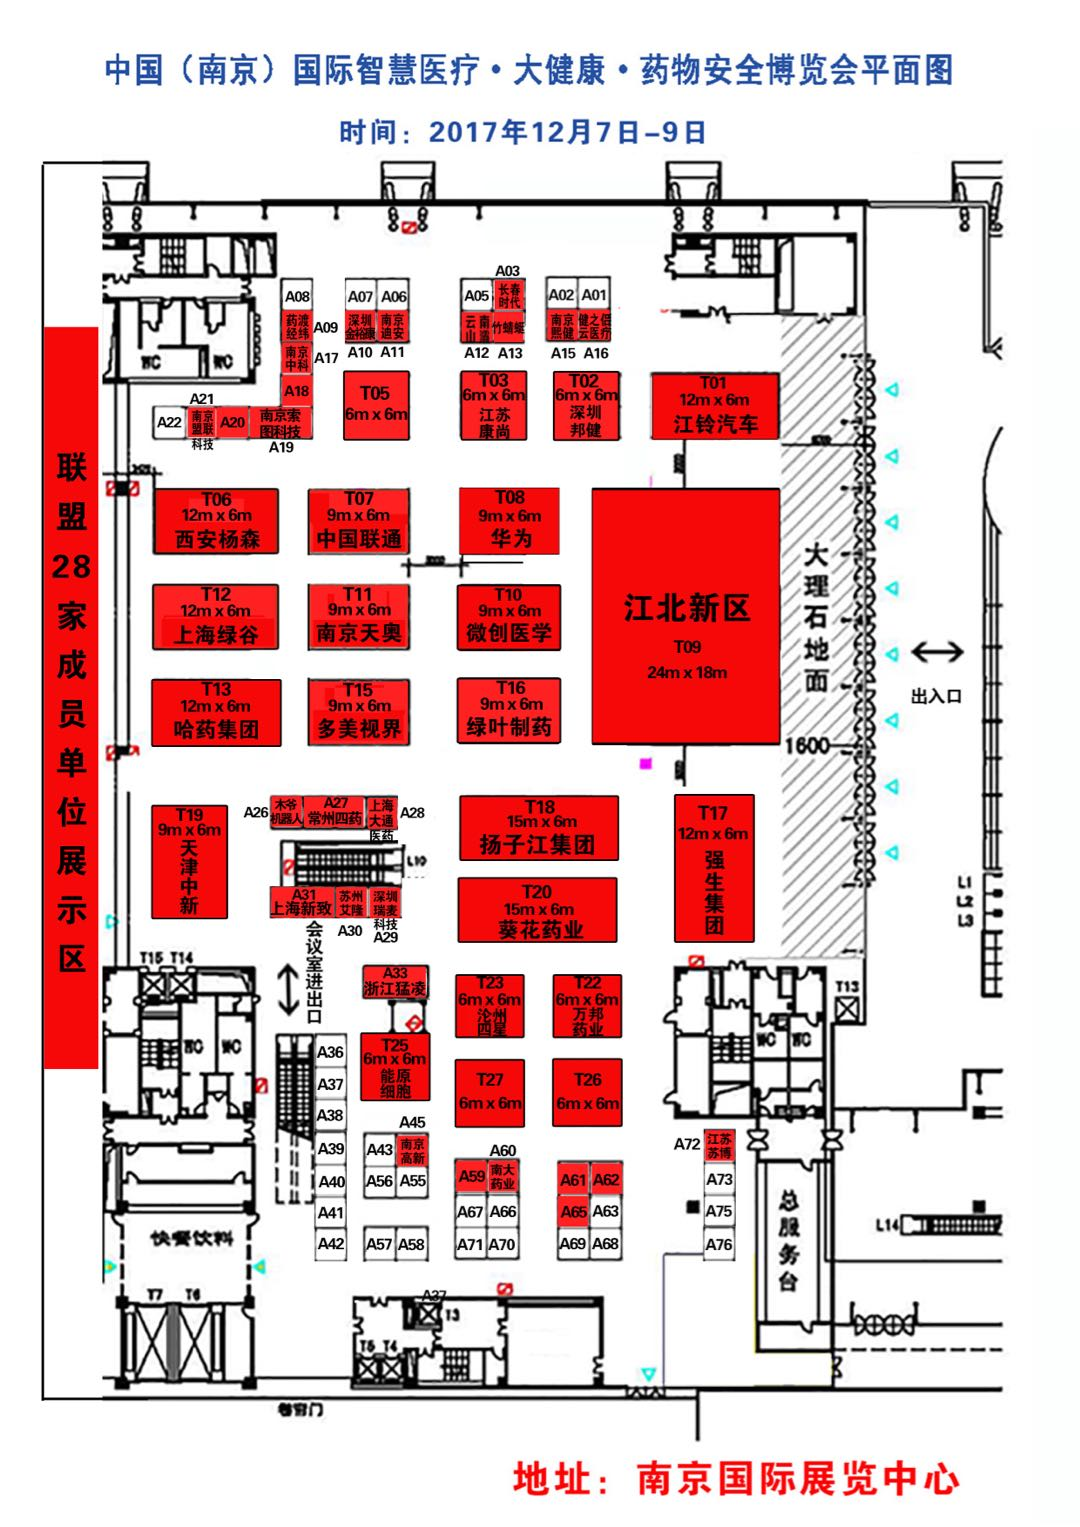 中国（南京）国际智慧医疗·大健康·药物安全博览会平面图
时间：2017年12月7日-9日
联盟28家成员单位展示区
A03
A08
A07
A06
A05
长春时代
A02
A01
药渡经纬
A09
深圳金裕康
南京迪安
云南山灞
竹蜻蜓
南京熙健
健之侣云医疗
A10
A11
A12
A13
A15
A16
南京中科
A17
A18
A21
A22
南京盟联科技
A20
南京索图科技
A19
T05
6m x 6m
T03
6m x 6m
江苏康尚
T02
6m x 6m
深圳邦健
T01
12m x 6m
江铃汽车
T06
12m x 6m
西安杨森
T07
9m x 6m
中国联通
T08
9m x 6m
华为
T12
12m x 6m
上海绿谷
T11
9m x 6m
南京天奥
T10
9m x 6m
微创医学
江北新区
T09
24m x 18m
大理石地面
出入口
T13
12m x 6m
哈药集团
T15
9m x 6m
多美视界
T16
9m x 6m
绿叶制药
1600
T19
9m x 6m
天津中新
A26
木爷机器人
A27
常州四药
上海大通医药
A28
L10
T18
15m x 6m
扬子江集团
T17
12m x 6m
强生集团
T20
15m x 6m
葵花药业
A31
上海新致
苏州艾隆
A30
深圳瑞麦科技
A29
会议室进出口
L1
L2
L3
T15
T14
WC
WC
WC
WC
WC
WC
T13
A33
浙江猛凌
T23
6m x 6m
沧州四星
T22
6m x 6m
万邦药业
T25
6m x 6m
能原细胞
T27
6m x 6m
T26
6m x 6m
A36
A37
A38
A39
A40
A41
A42
A45
A43
南京高新
A56
A55
A57
A58
A60
A59
南大药业
A67
A66
A71
A70
A61
A62
A65
A63
A69
A68
A72
江苏苏博
A73
A75
A76
总服务台
L14
快餐饮料
T7
T6
A37
T3
T5
T4
卷帘门
地址：南京国际展览中心